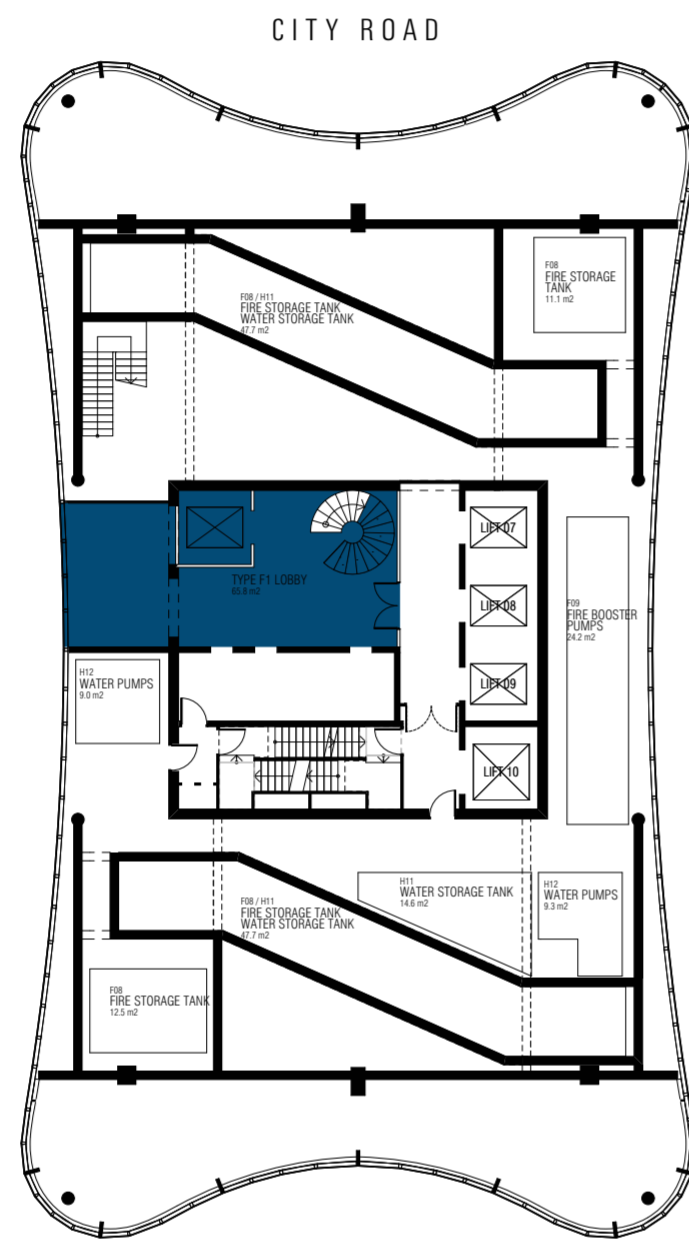 CITY ROAD
F08
FIRE STORAGE
TANK
11.1 m2
F08 / H11
FIRE STORAGE TANK
WATER STORAGE TANK
47.7 m2
LIFT 07
TYPE F1 LOBBY
65.8 m2
LIFT 08
F09
FIRE BOOSTER
PUMPS
24.2 m2
H12
WATER PUMPS
9.0 m2
LIFT 09
LIFT 10
H11
WATER STORAGE TANK
14.6 m2
H12
WATER PUMPS
9.3 m2
F08 / H11
FIRE STORAGE TANK
WATER STORAGE TANK
47.7 m2
F08
FIRE STORAGE TANK
12.5 m2